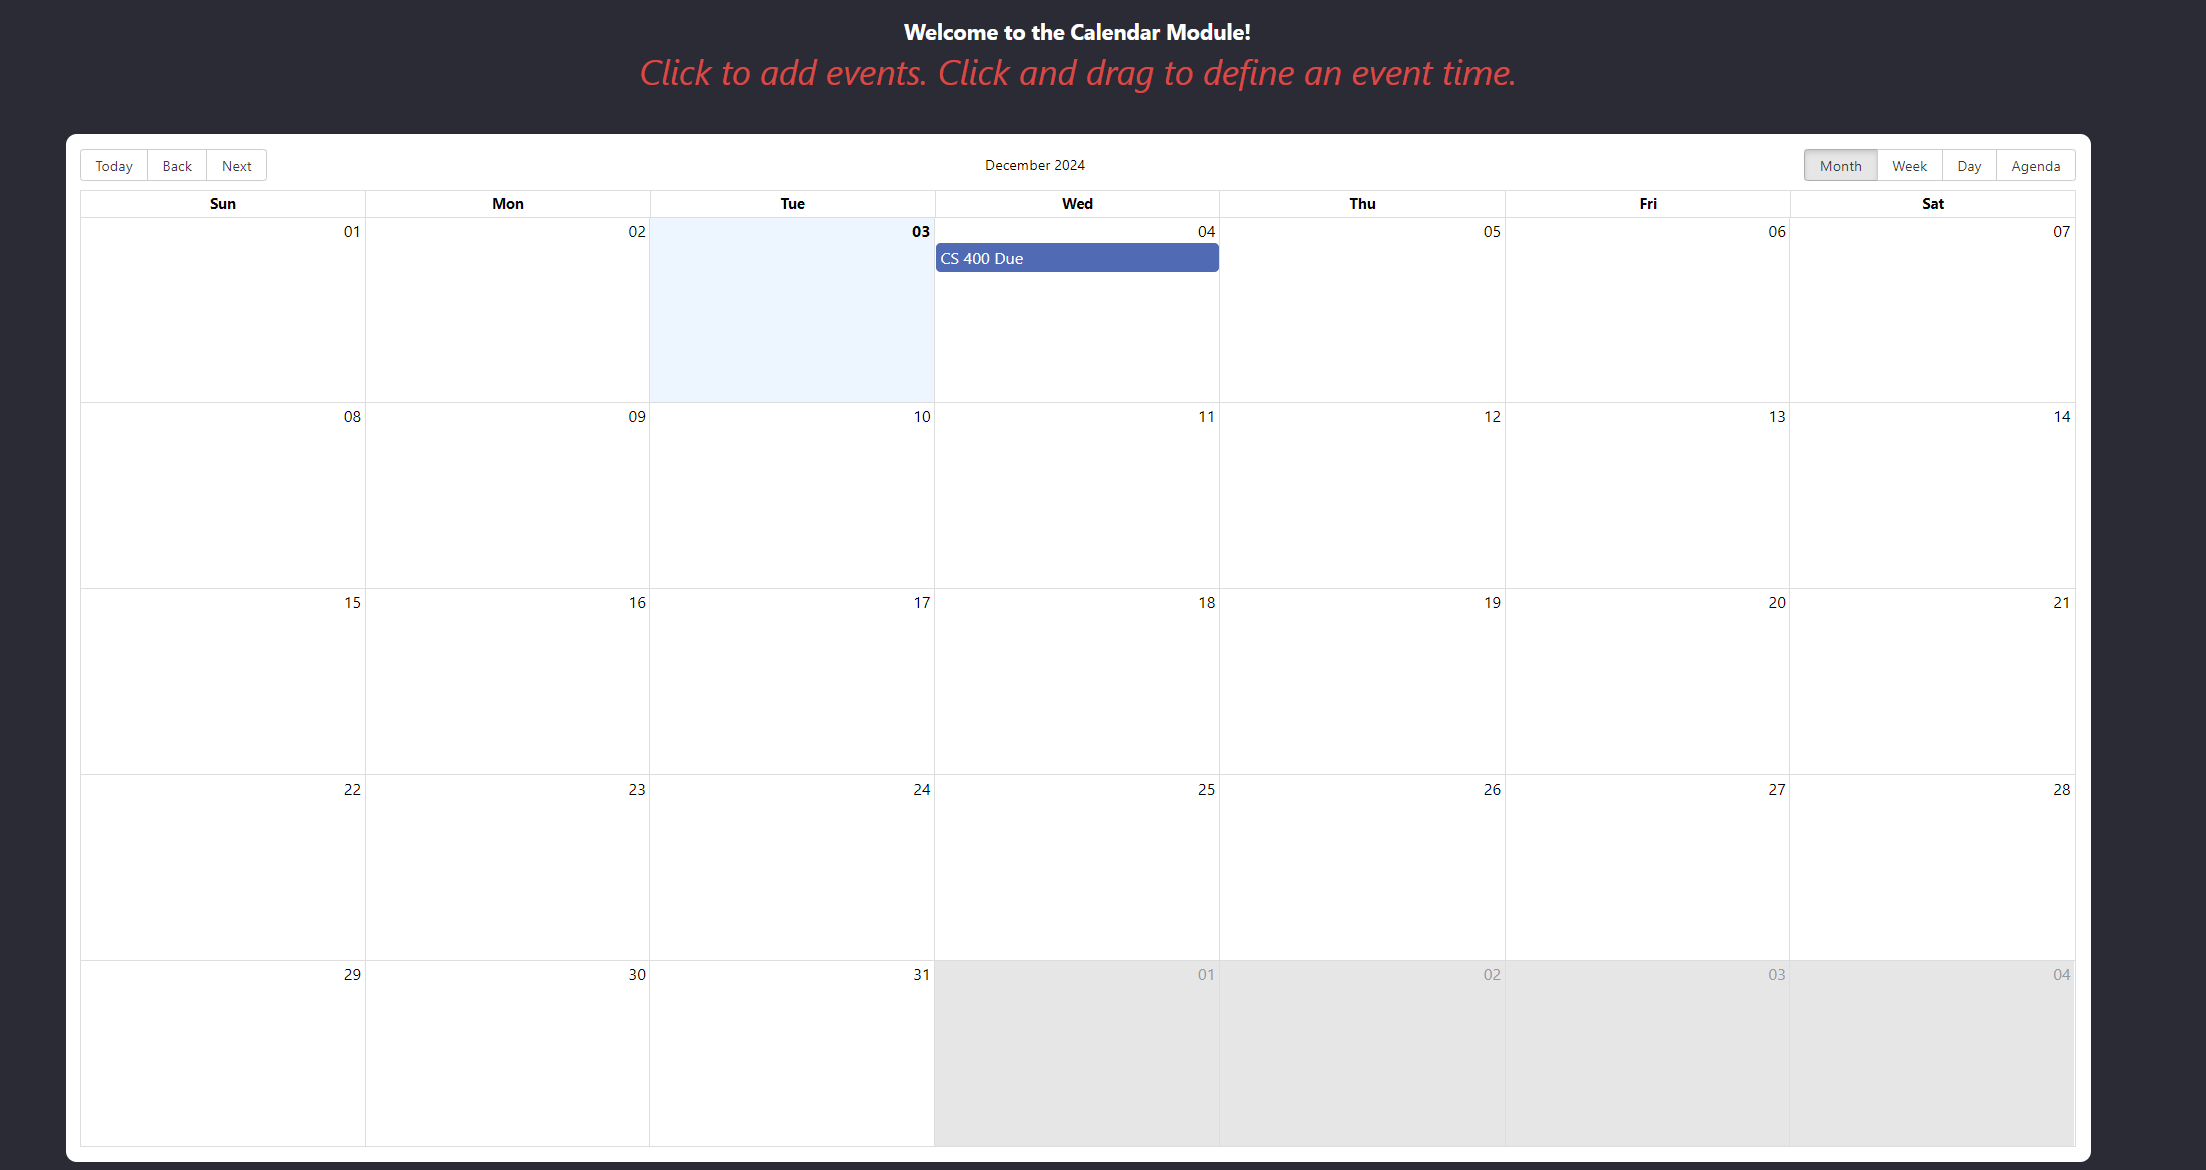 Welcome to the Calendar Module!
Click to add events. Click and drag to define an event time.
Today Back Next December 2024 Month Week Day Agenda
Sun Mon Tue Wed Thu Fri Sat
01 02 03 04 05 06 07
CS 400 Due
08 09 10 11 12 13 14
15 16 17 18 19 20 21
22 23 24 25 26 27 28
29 30 31 01 02 03 04